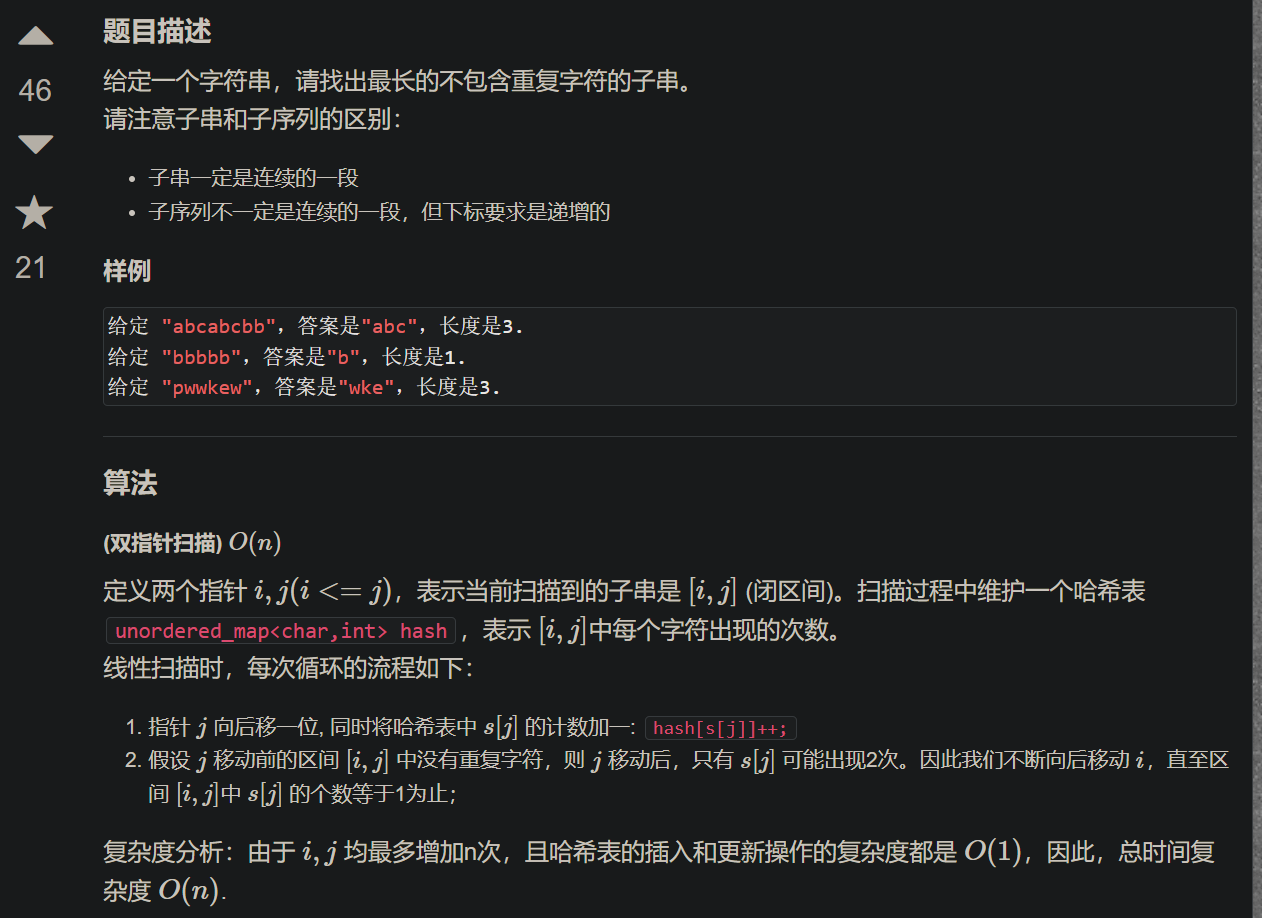 题目描述
46
给定一个字符串，请找出最长的不包含重复字符的子串。
请注意子串和子序列的区别：
• 子串一定是连续的一段
• 子序列不一定是连续的一段，但下标要求是递增的
21
样例
给定 "abcabcbb"，答案是"abc"，长度是3.
给定 "bbbbb"，答案是"b"，长度是1.
给定 "pwwkew"，答案是"wke"，长度是3.
算法
(双指针扫描) O(n)
定义两个指针 i, j(i <= j)，表示当前扫描到的子串是 [i, j] (闭区间)。扫描过程中维护一个哈希表
unordered_map<char,int> hash，表示 [i, j]中每个字符出现的次数。
线性扫描时，每次循环的流程如下：
1. 指针 j 向后移一位, 同时将哈希表中 s[j] 的计数加一: hash[s[j]]++;
2. 假设 j 移动前的区间 [i, j] 中没有重复字符，则 j 移动后，只有 s[j] 可能出现2次。因此我们不断向后移动 i，直至区
间 [i, j]中 s[j] 的个数等于1为止；
复杂度分析：由于 i, j 均最多增加n次，且哈希表的插入和更新操作的复杂度都是 O(1)，因此，总时间复
杂度 O(n).